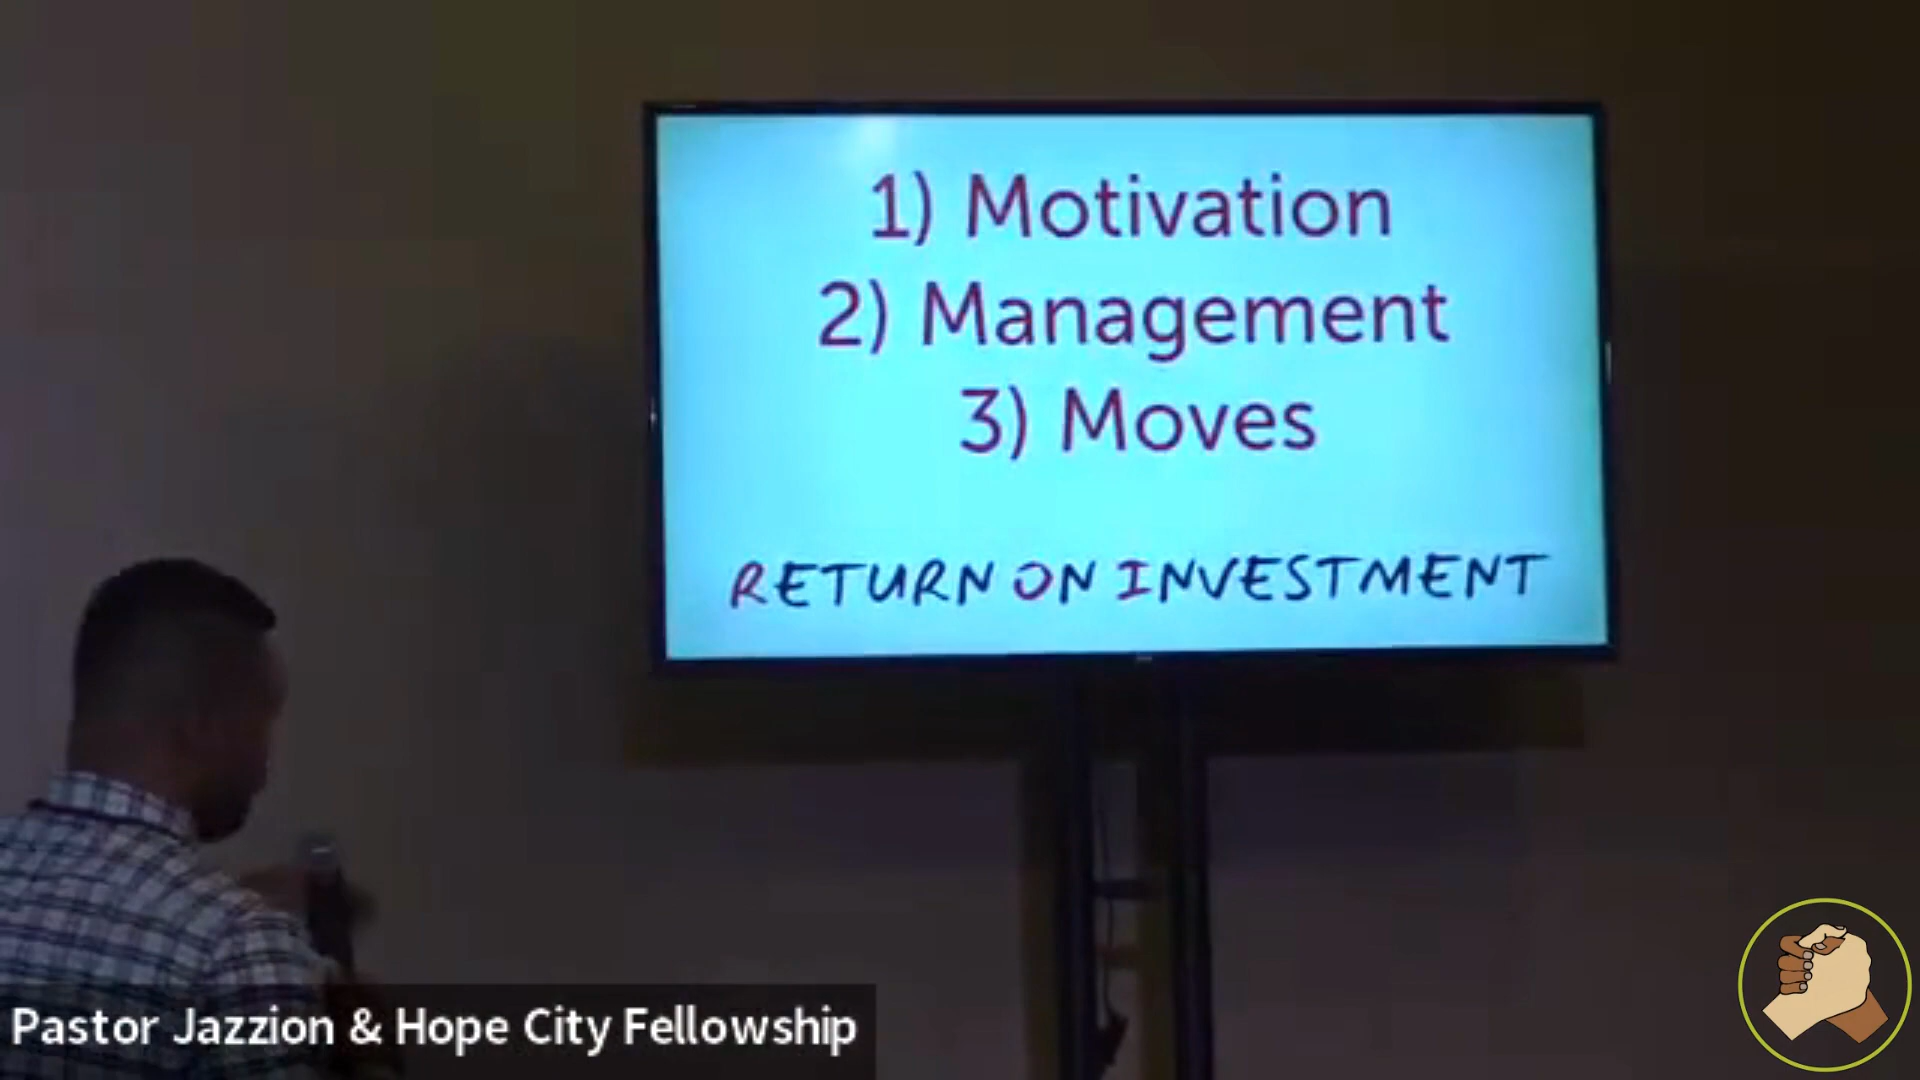 1) Motivation
2) Management
3) Moves
RETURN ON INVESTMENT
Pastor Jazzion & Hope City Fellowship